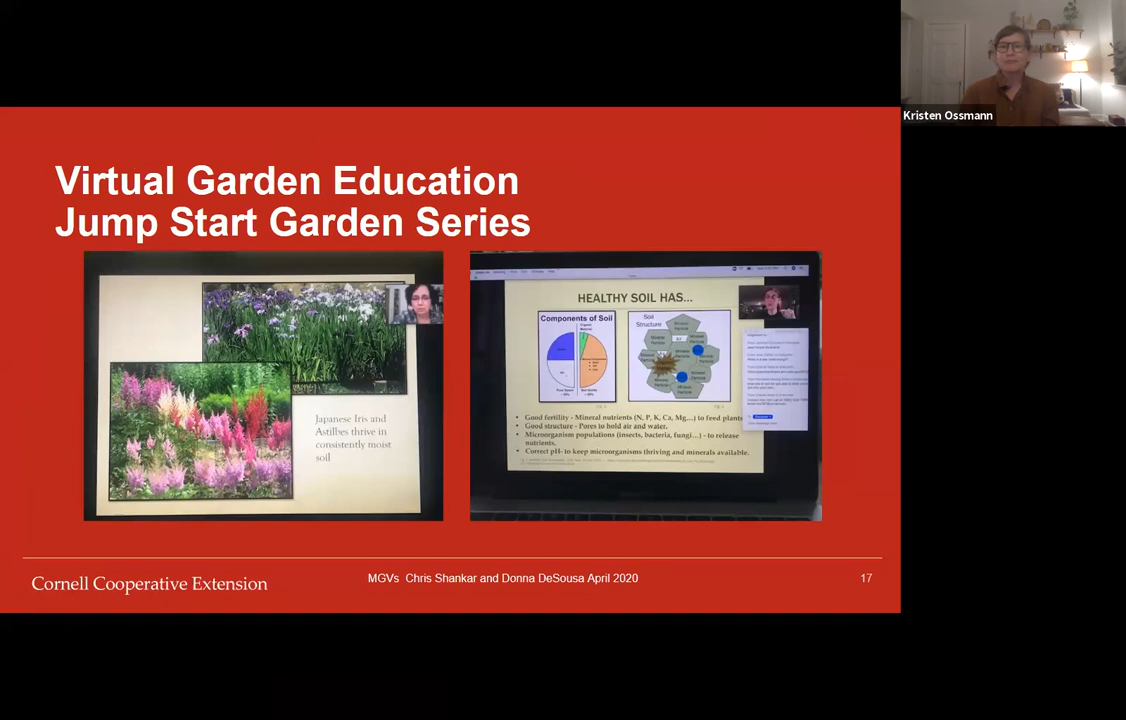 Kristen Ossmann
Virtual Garden Education
Jump Start Garden Series
Japanese Iris and
Astilbes thrive in
consistently moist
soil
HEALTHY SOIL HAS...
Components of Soil
Soil
Structure
Air
• Good fertility - Mineral nutrients (N, P, K, Ca, Mg...) to feed plants
• Good structure - Pores to hold air and water.
• Microorganism populations (insects, bacteria, fungi...) - to release
nutrients.
• Correct pH- to keep microorganisms thriving and minerals available.
Cornell Cooperative Extension
MGVs Chris Shankar and Donna DeSousa April 2020
17